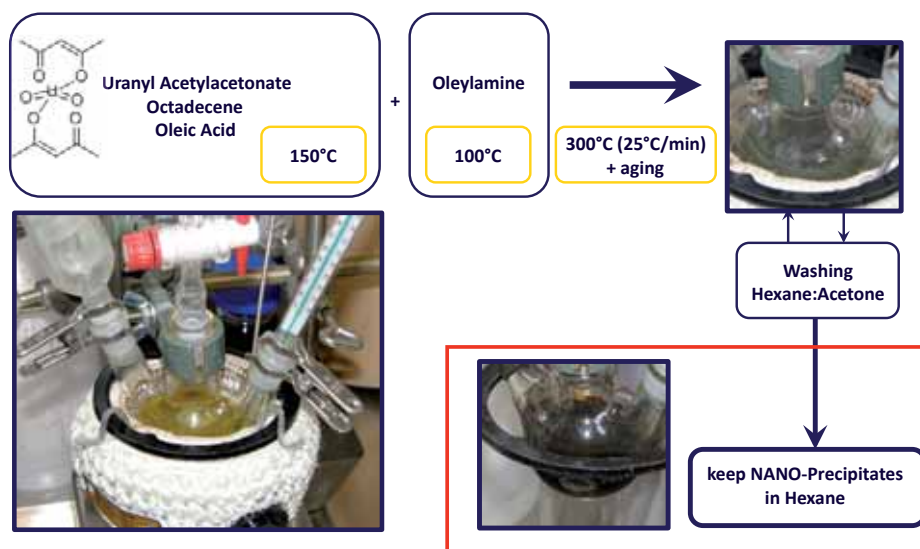 Uranyl Acetylacetonate
Octadecene
Oleic Acid
150°C
+
Oleylamine
100°C
300°C (25°C/min)
+ aging
O
O
O
U
O
O
O
Washing
Hexane:Acetone
keep NANO-Precipitates
in Hexane